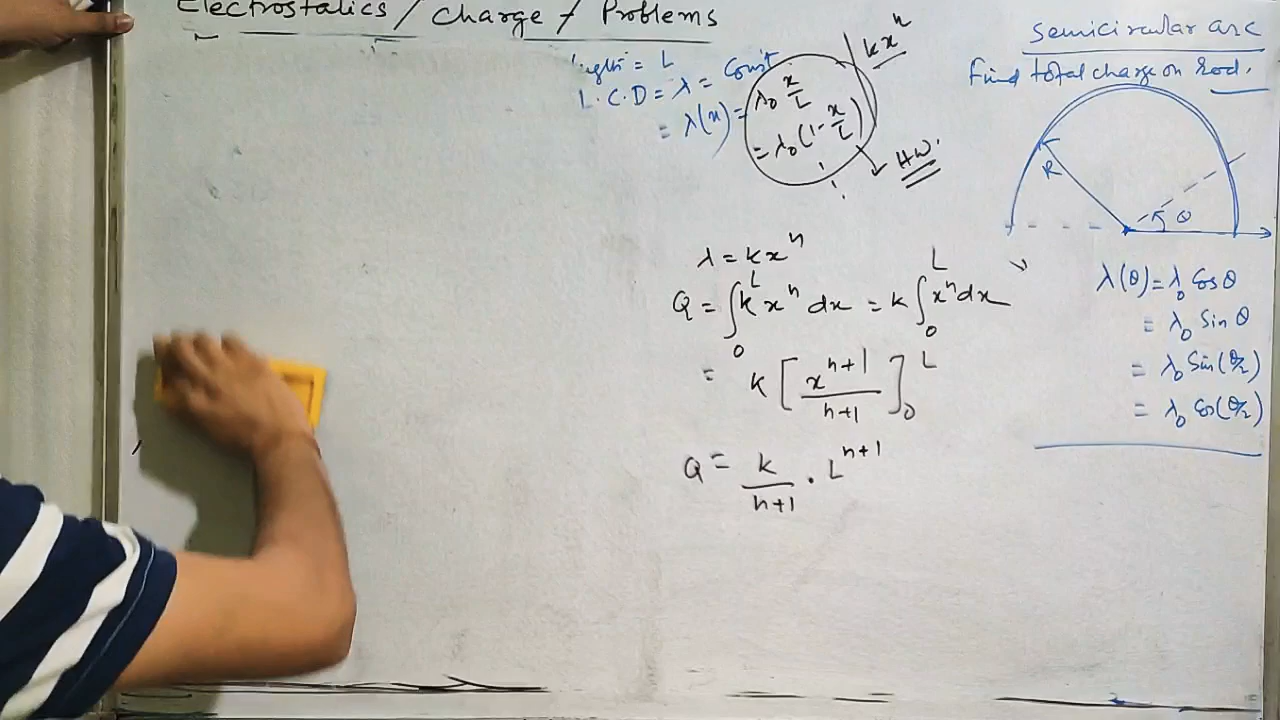 Electrostatics / Charge / Problems
Length = L
L.C.D = λ = Const
= λ(x) = λ₀ x/L
= λ₀(1-x/L)
kxⁿ
HW.
λ = kxⁿ
Q = ∫₀ᴸ kxⁿ dx = k ∫₀ᴸ xⁿ dx
= k [xⁿ⁺¹/n+1]₀ᴸ
Q = k/n+1 . Lⁿ⁺¹
Semicircular arc
Find total charge on rod.
R
θ
λ(θ) = λ₀ Cosθ
= λ₀ Sinθ
= λ₀ Sin(θ/2)
= λ₀ Cos(θ/2)